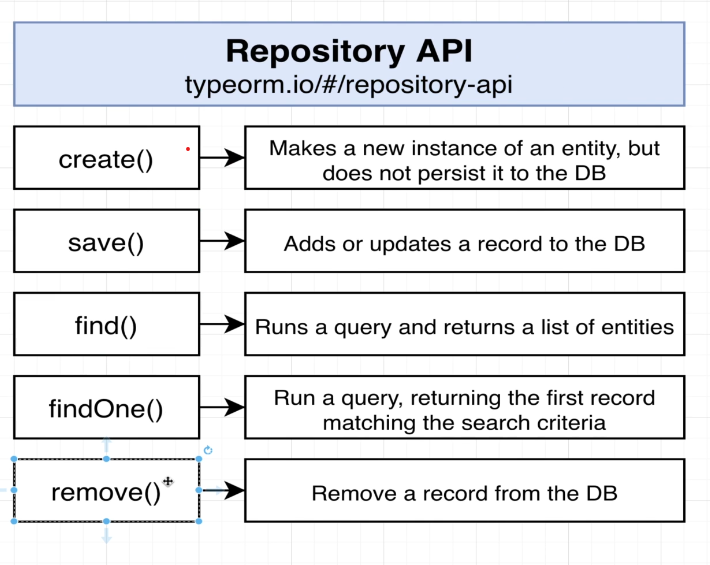 Repository API
typeorm.io/#/repository-api
create()
Makes a new instance of an entity, but
does not persist it to the DB
save()
Adds or updates a record to the DB
find()
Runs a query and returns a list of entities
findOne()
Run a query, returning the first record
matching the search criteria
remove()
Remove a record from the DB